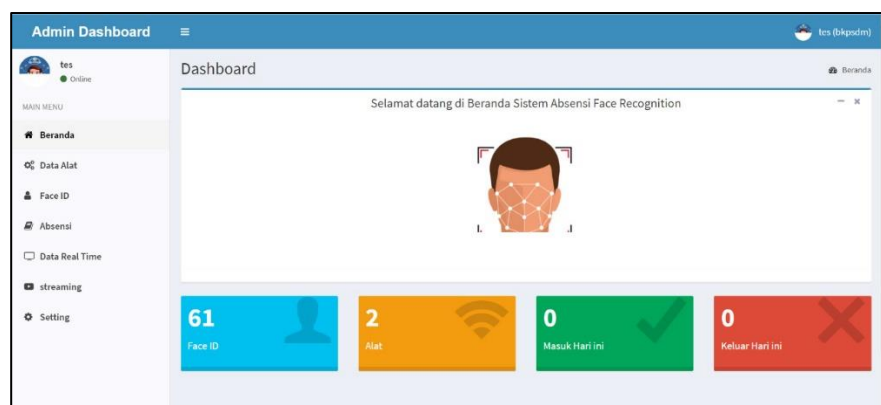 Admin Dashboard
tes (bkpsdm)
tes
Online
MAIN MENU
Beranda
Data Alat
Face ID
Absensi
Data Real Time
streaming
Setting
Dashboard
Beranda
Selamat datang di Beranda Sistem Absensi Face Recognition
61
Face ID
2
Alat
0
Masuk Hari ini
0
Keluar Hari ini